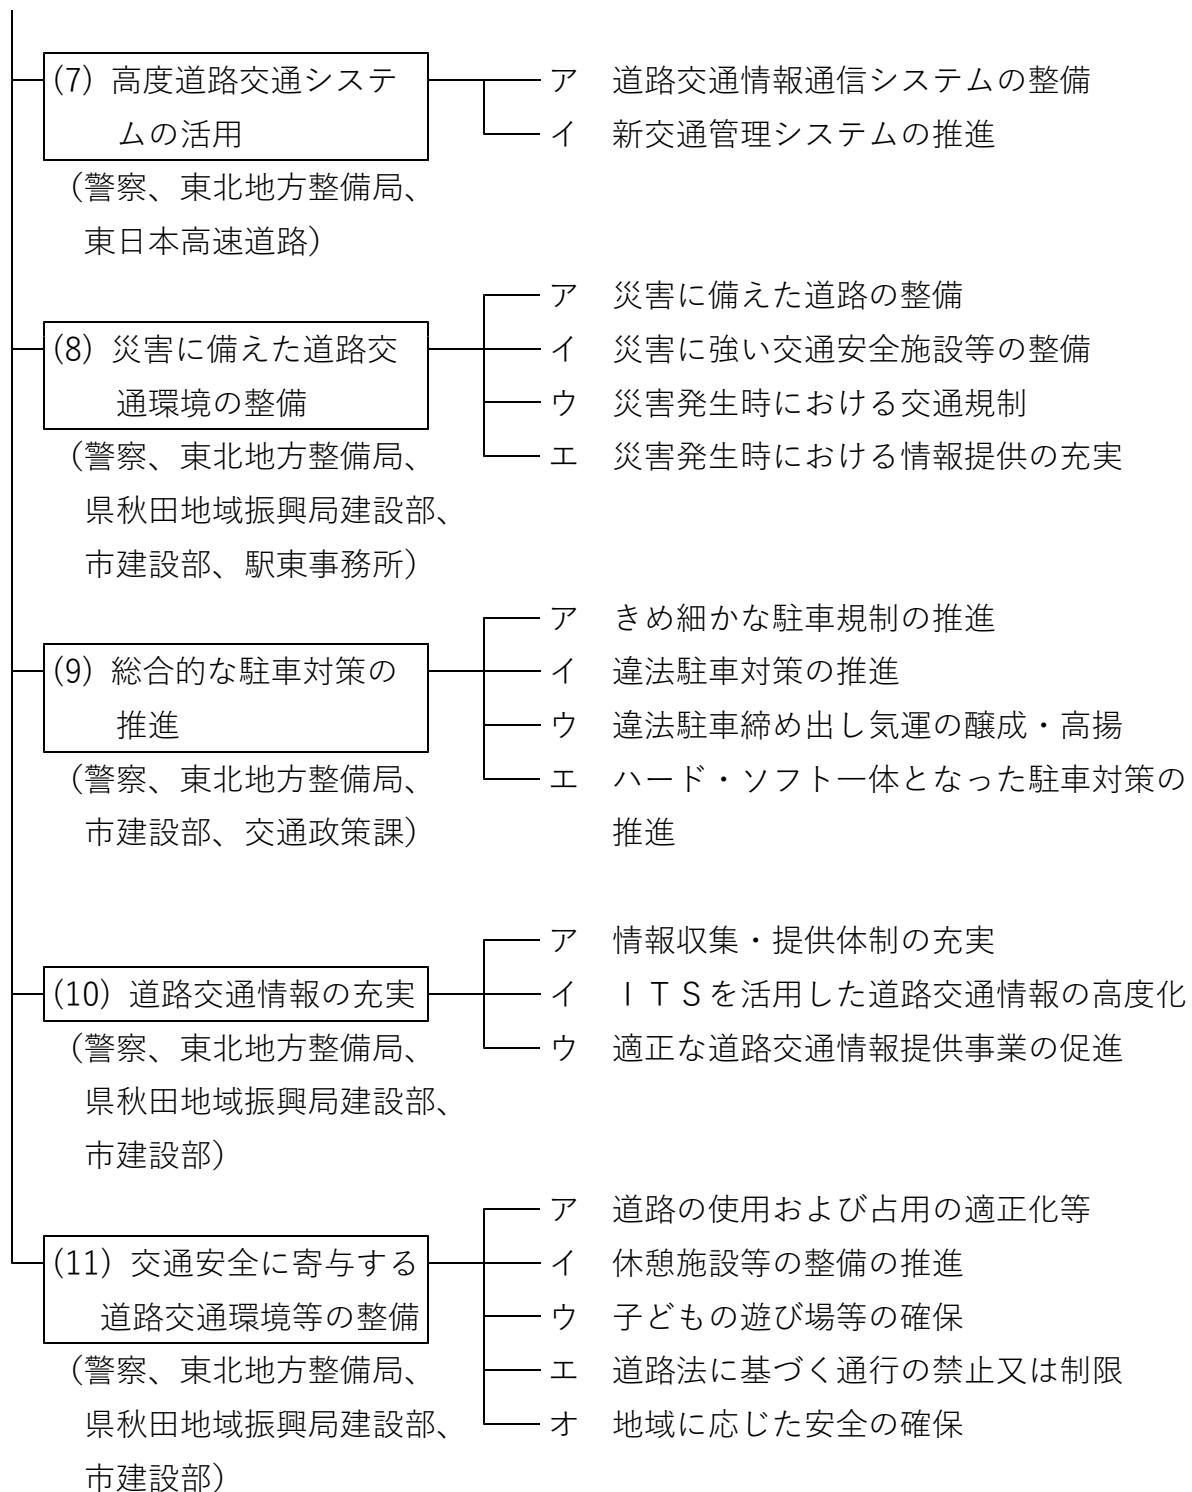 (7) 高度道路交通システ ア 道路交通情報通信システムの整備
ムの活用 イ 新交通管理システムの推進
（警察、東北地方整備局、
東日本高速道路）
ア 災害に備えた道路の整備
(8) 災害に備えた道路交 イ 災害に強い交通安全施設等の整備
通環境の整備 ウ 災害発生時における交通規制
（警察、東北地方整備局、 エ 災害発生時における情報提供の充実
県秋田地域振興局建設部、
市建設部、駅東事務所）
ア きめ細かな駐車規制の推進
(9) 総合的な駐車対策の イ 違法駐車対策の推進
推進 ウ 違法駐車締め出し気運の醸成・高揚
（警察、東北地方整備局、 エ ハード・ソフト一体となった駐車対策の
市建設部、交通政策課） 推進
ア 情報収集・提供体制の充実
(10) 道路交通情報の充実 イ ＩＴＳを活用した道路交通情報の高度化
（警察、東北地方整備局、 ウ 適正な道路交通情報提供事業の促進
県秋田地域振興局建設部、
市建設部）
ア 道路の使用および占用の適正化等
(11) 交通安全に寄与する イ 休憩施設等の整備の推進
道路交通環境等の整備 ウ 子どもの遊び場等の確保
（警察、東北地方整備局、 エ 道路法に基づく通行の禁止又は制限
県秋田地域振興局建設部、 オ 地域に応じた安全の確保
市建設部）